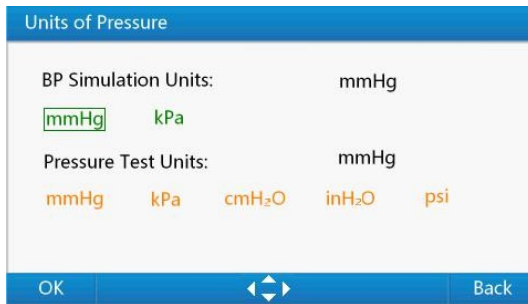 Units of Pressure
BP Simulation Units: mmHg
mmHg kPa
Pressure Test Units: mmHg
mmHg kPa cmH₂O inH₂O psi
OK Back